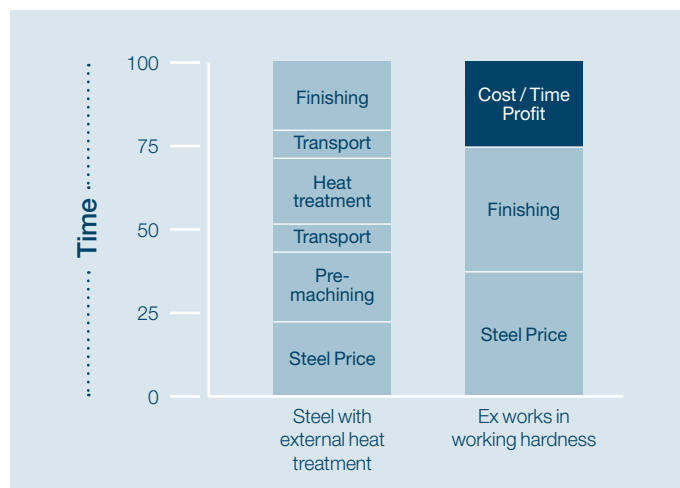 Time
100
75
50
25
0
Finishing
Transport
Heat
treatment
Transport
Pre-
machining
Steel Price
Cost / Time
Profit
Finishing
Steel Price
Steel with
external heat
treatment
Ex works in
working hardness